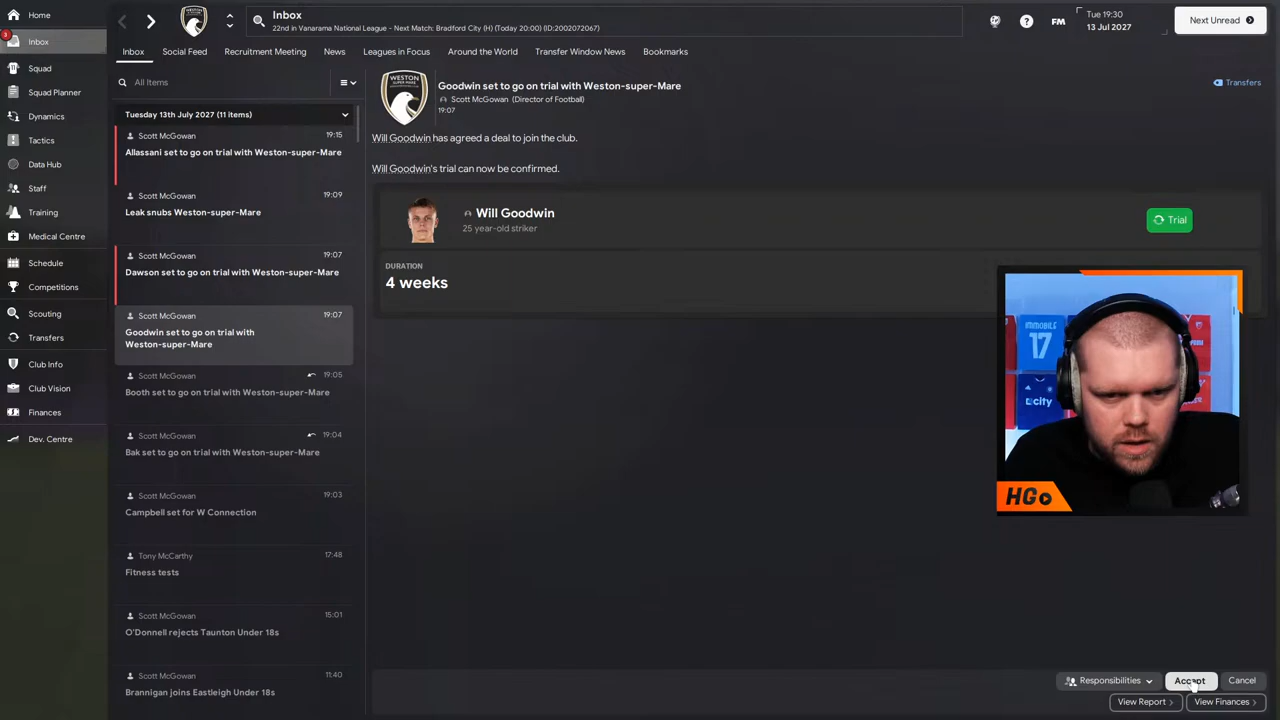 Home
3
Inbox
Squad
Squad Planner
Dynamics
Tactics
Data Hub
Staff
Training
Medical Centre
Schedule
Competitions
Scouting
Transfers
Club Info
Club Vision
Finances
Dev. Centre
Inbox
22nd in Vanarama National League - Next Match: Bradford City (H) (Today 20:00) (ID:2002072067)
FM
Tue 19:30
13 Jul 2027
Next Unread
Inbox
Social Feed
Recruitment Meeting
News
Leagues in Focus
Around the World
Transfer Window News
Bookmarks
All Items
Tuesday 13th July 2027 (11 items)
Scott McGowan 19:15
Allassani set to go on trial with Weston-super-Mare
Scott McGowan 19:09
Leak snubs Weston-super-Mare
Scott McGowan 19:07
Dawson set to go on trial with Weston-super-Mare
Scott McGowan 19:07
Goodwin set to go on trial with
Weston-super-Mare
Scott McGowan 19:05
Booth set to go on trial with Weston-super-Mare
Scott McGowan 19:04
Bak set to go on trial with Weston-super-Mare
Scott McGowan 19:03
Campbell set for W Connection
Tony McCarthy 17:48
Fitness tests
Scott McGowan 15:01
O'Donnell rejects Taunton Under 18s
Scott McGowan 11:40
Brannigan joins Eastleigh Under 18s
WESTON
SUPER MARE
Goodwin set to go on trial with Weston-super-Mare
Scott McGowan (Director of Football)
19:07
Transfers
Will Goodwin has agreed a deal to join the club.
Will Goodwin's trial can now be confirmed.
Will Goodwin
25 year-old striker
Trial
DURATION
4 weeks
IMMOBILE
17
city
HGo
Responsibilities
Accept
Cancel
View Report
View Finances